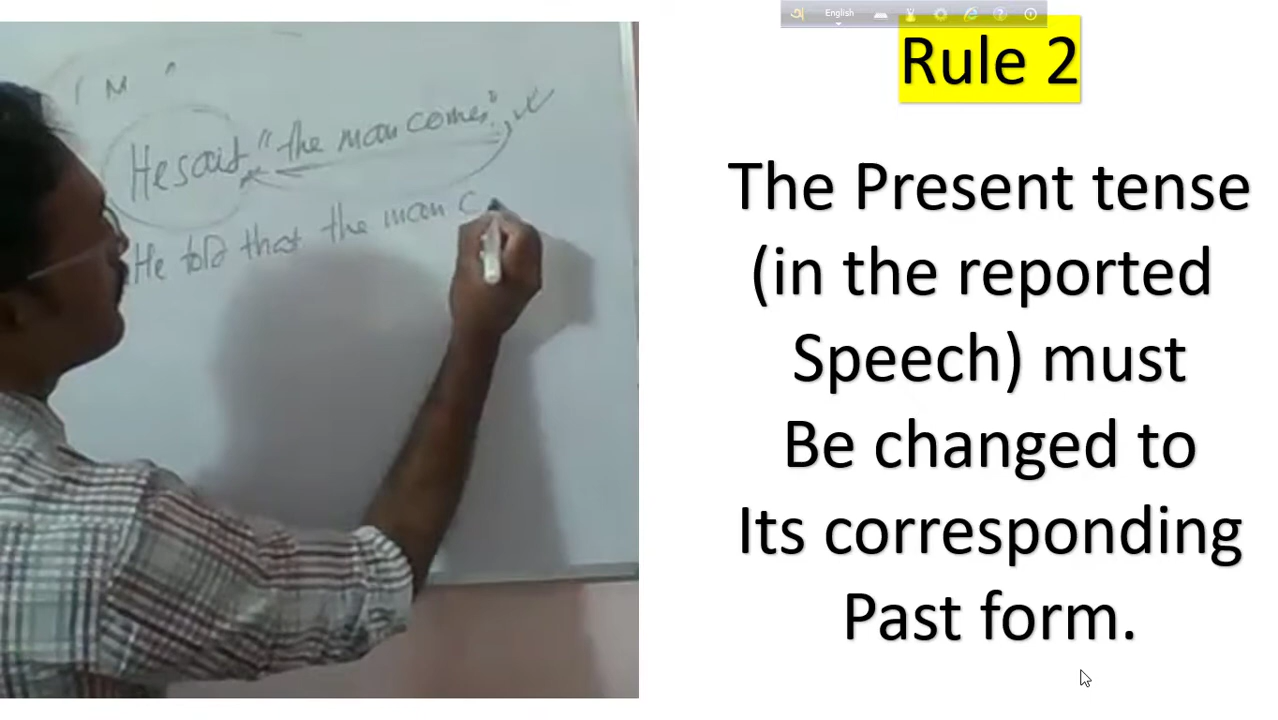 M "
He said "the man comes".
He told that the man c
অ English
Rule 2
The Present tense
(in the reported
Speech) must
Be changed to
Its corresponding
Past form.